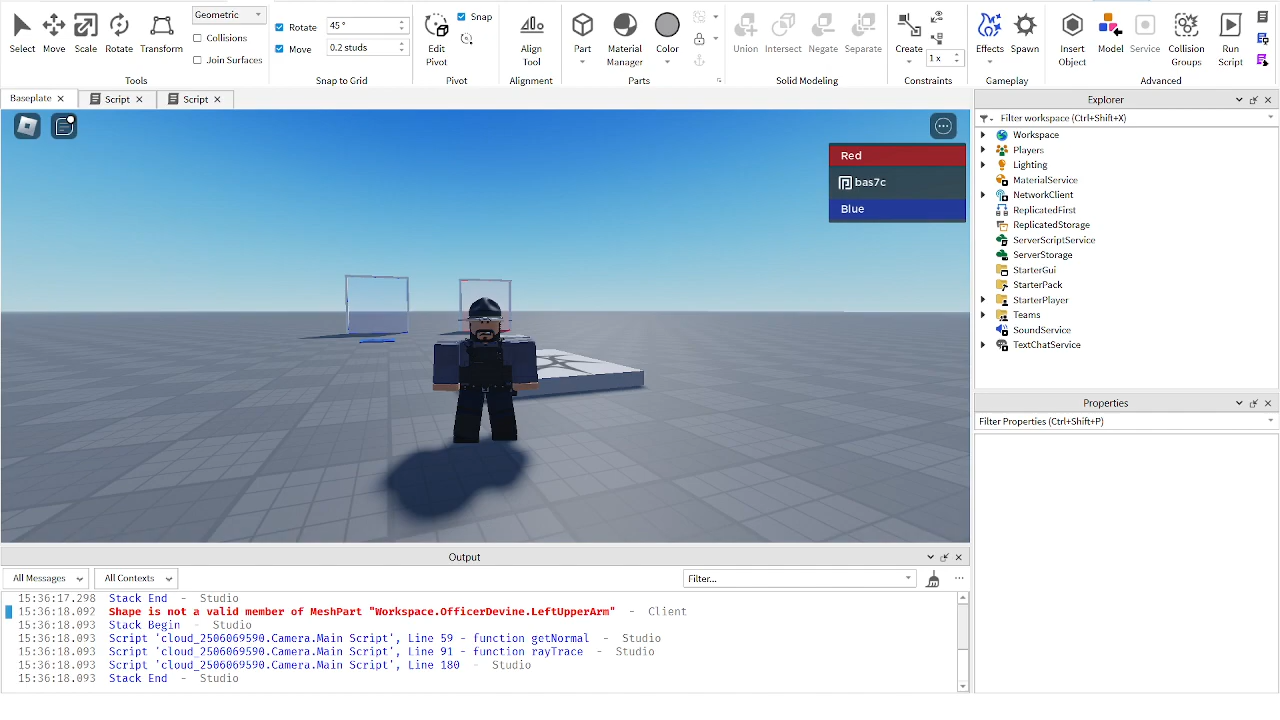 Select
Move
Scale
Rotate
Transform
Geometric
Collisions
Join Surfaces
Tools
Rotate
45 °
Move
0.2 studs
Snap to Grid
Edit
Pivot
Snap
Pivot
Align
Tool
Alignment
Part
Material
Manager
Color
Parts
Union
Intersect
Negate
Separate
Solid Modeling
Create
1 x
Constraints
Effects
Spawn
Gameplay
Insert
Object
Model
Service
Collision
Groups
Run
Script
Advanced
Baseplate
Script
Script
Red
bas7c
Blue
Explorer
Filter workspace (Ctrl+Shift+X)
Workspace
Players
Lighting
MaterialService
NetworkClient
ReplicatedFirst
ReplicatedStorage
ServerScriptService
ServerStorage
StarterGui
StarterPack
StarterPlayer
Teams
SoundService
TextChatService
Properties
Filter Properties (Ctrl+Shift+P)
Output
All Messages
All Contexts
Filter...
15:36:17.298 Stack End - Studio
15:36:18.092 Shape is not a valid member of MeshPart "Workspace.OfficerDevine.LeftUpperArm" - Client
15:36:18.093 Stack Begin - Studio
15:36:18.093 Script 'cloud_2506069590.Camera.Main Script', Line 59 - function getNormal - Studio
15:36:18.093 Script 'cloud_2506069590.Camera.Main Script', Line 91 - function rayTrace - Studio
15:36:18.093 Script 'cloud_2506069590.Camera.Main Script', Line 180 - Studio
15:36:18.093 Stack End - Studio